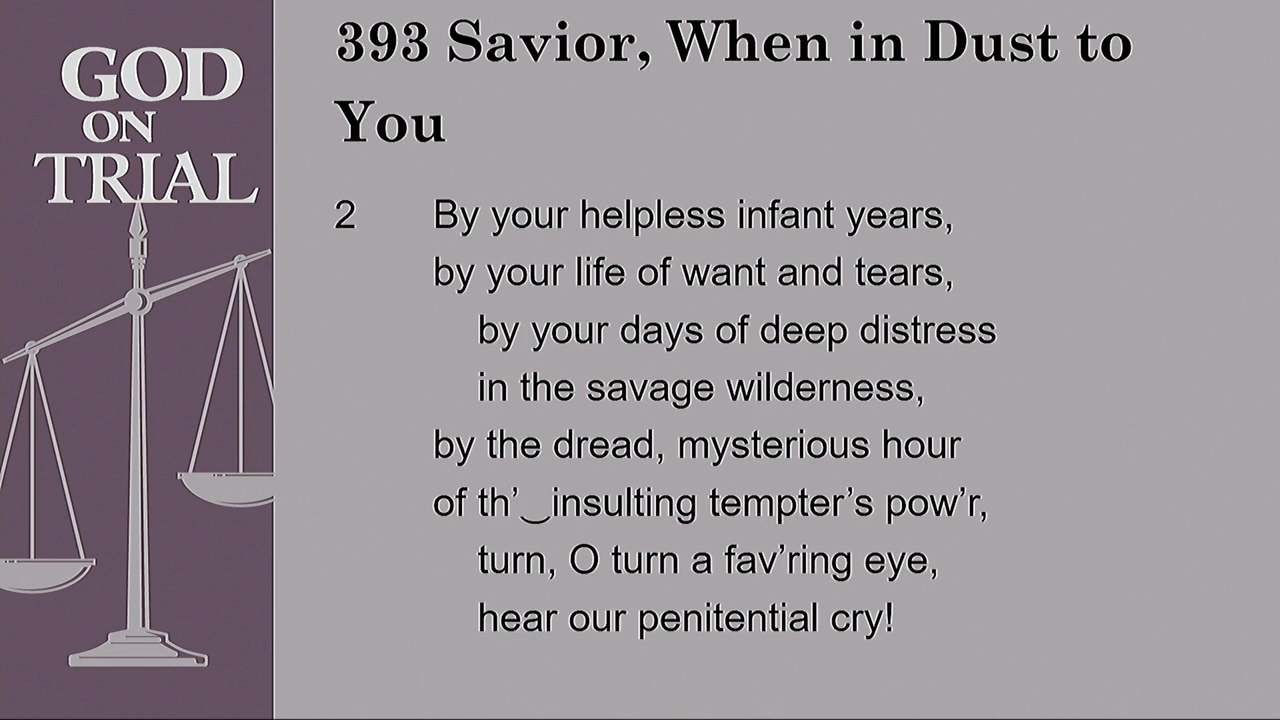 GOD
ON
TRIAL
393 Savior, When in Dust to
You
2 By your helpless infant years,
by your life of want and tears,
by your days of deep distress
in the savage wilderness,
by the dread, mysterious hour
of th’‿insulting tempter’s pow’r,
turn, O turn a fav’ring eye,
hear our penitential cry!